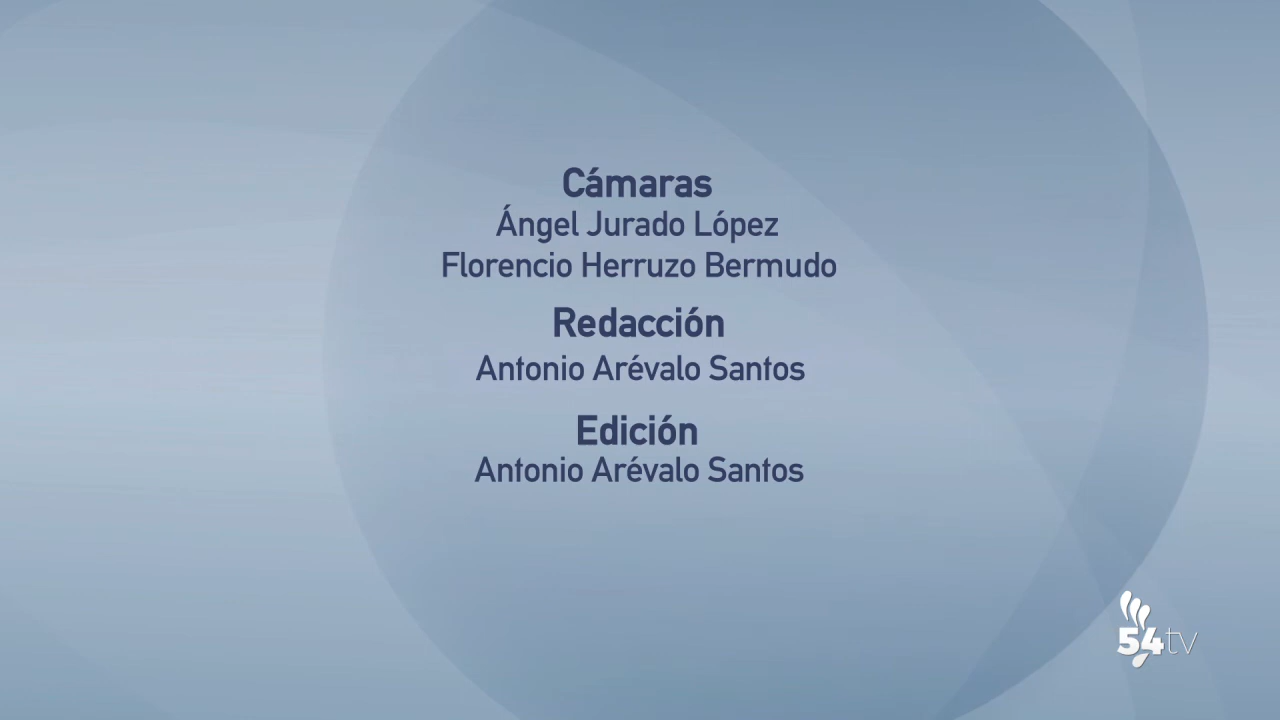 Cámaras
Ángel Jurado López
Florencio Herruzo Bermudo
Redacción
Antonio Arévalo Santos
Edición
Antonio Arévalo Santos
54tv